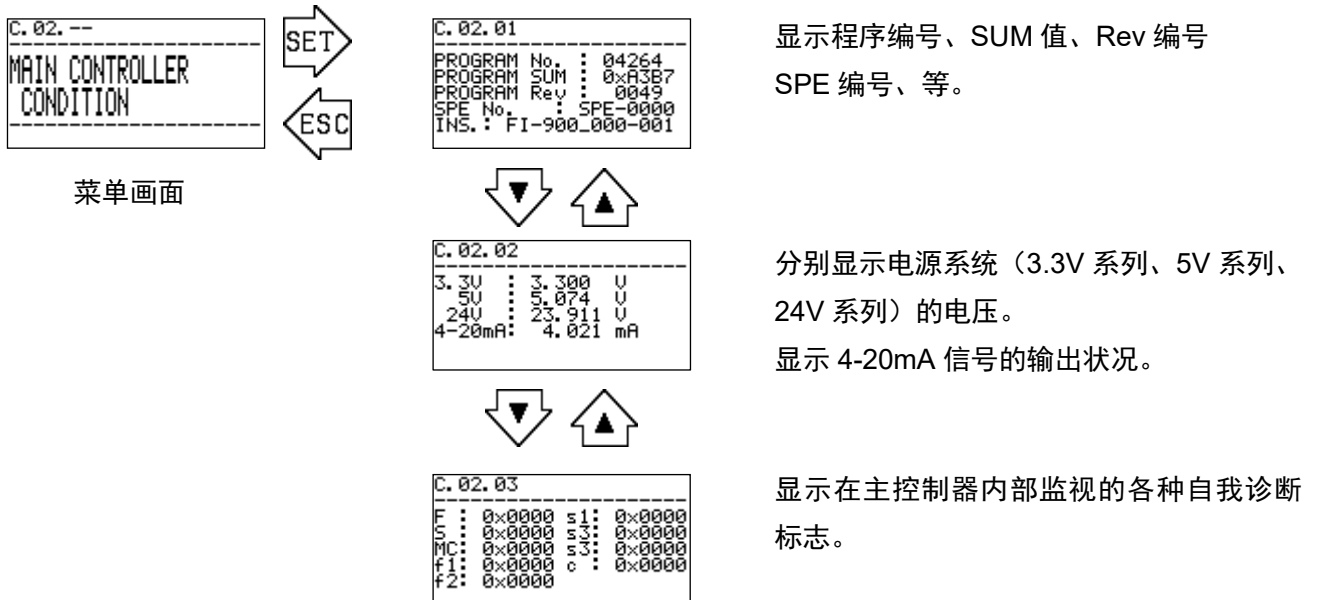 C.02.--
MAIN CONTROLLER
CONDITION
SET
ESC
菜单画面
C.02.01
PROGRAM No. : 04264
PROGRAM SUM : 0xA3B7
PROGRAM Rev : 0049
SPE No. : SPE-0000
INS.: FI-900_000-001
显示程序编号、SUM 值、Rev 编号
SPE 编号、等。
▼ ▲
C.02.02
3.3V : 3.300 V
5V : 5.074 V
24V : 23.911 V
4-20mA: 4.021 mA
分别显示电源系统（3.3V 系列、5V 系列、
24V 系列）的电压。
显示 4-20mA 信号的输出状况。
▼ ▲
C.02.03
F : 0x0000 s1: 0x0000
S : 0x0000 s3: 0x0000
MC: 0x0000 s3: 0x0000
f1: 0x0000 c : 0x0000
f2: 0x0000
显示在主控制器内部监视的各种自我诊断
标志。